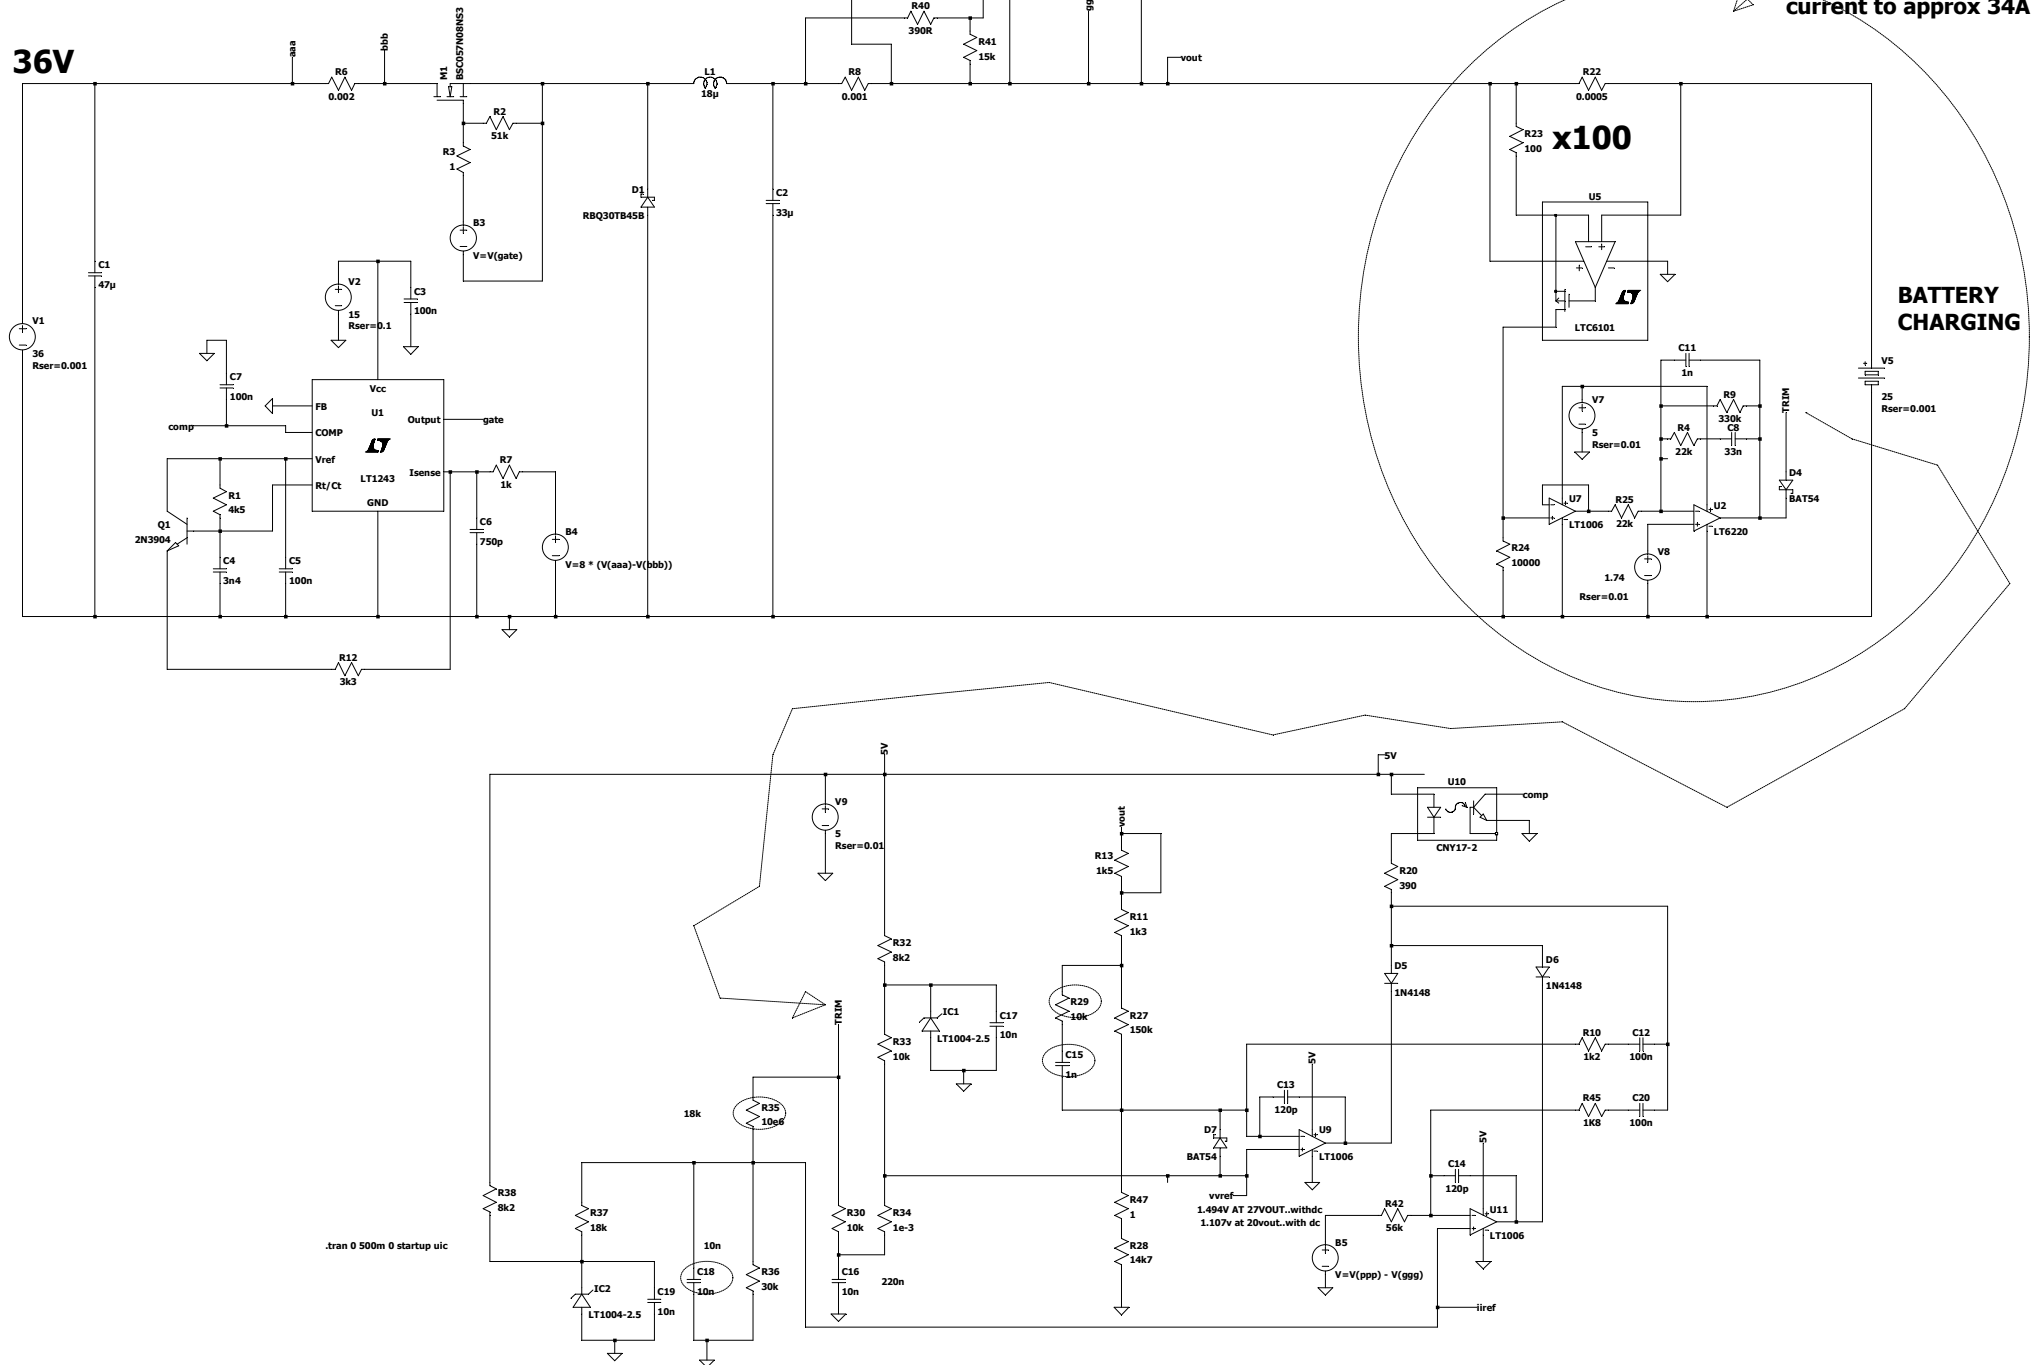 current to approx 34A
36V
aaa
bbb
M1
BSC057N08NS3
R40
390R
R41
15k
gg
vout
R6
0.002
L1
18µ
R8
0.001
R22
0.0005
R2
51k
R3
1
R23
100
x100
D1
RBQ30TB45B
C2
33µ
U5
LTC6101
B3
V=V(gate)
C1
47µ
V2
15
Rser=0.1
C3
100n
BATTERY
CHARGING
V1
36
Rser=0.001
C11
1n
V5
25
Rser=0.001
C7
100n
comp
Vcc
FB
U1
COMP
Output
gate
Vref
Isense
Rt/Ct
LT1243
GND
R7
1k
V7
5
Rser=0.01
R9
330k
R4
22k
C8
33n
TRIM
D4
BAT54
R1
4k5
Q1
2N3904
C6
750p
U7
LT1006
R25
22k
U2
LT6220
C4
3n4
C5
100n
B4
V=8 * (V(aaa)-V(bbb))
R24
10000
V8
1.74
Rser=0.01
R12
3k3
5V
5V
U10
comp
CNY17-2
V9
5
Rser=0.01
vout
R13
1k5
R20
390
R11
1k3
R32
8k2
D5
1N4148
D6
1N4148
TRIM
IC1
LT1004-2.5
C17
10n
R29
10k
R27
150k
R33
10k
R10
1k2
C12
100n
C15
1n
5V
C13
120p
R45
1K8
C20
100n
18k
R35
10e6
D7
BAT54
U9
LT1006
5V
C14
120p
R38
8k2
R37
18k
R30
10k
R34
1e-3
vvref
1.494V AT 27VOUT..withdc
1.107v at 20vout..with dc
R47
1
R42
56k
U11
LT1006
.tran 0 500m 0 startup uic
10n
R28
14k7
B5
V=V(ppp) - V(ggg)
C18
10n
R36
30k
C16
10n
220n
IC2
LT1004-2.5
C19
10n
iiref